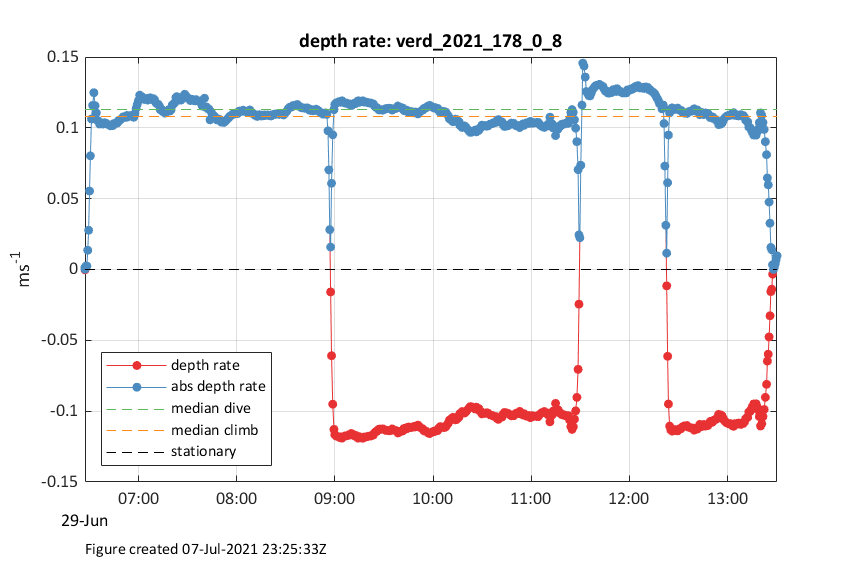 depth rate: verd_2021_178_0_8
0.15
0.1
0.05
0
-0.05
-0.1
-0.15
ms-1
depth rate
abs depth rate
median dive
median climb
stationary
07:00 08:00 09:00 10:00 11:00 12:00 13:00
29-Jun
Figure created 07-Jul-2021 23:25:33Z